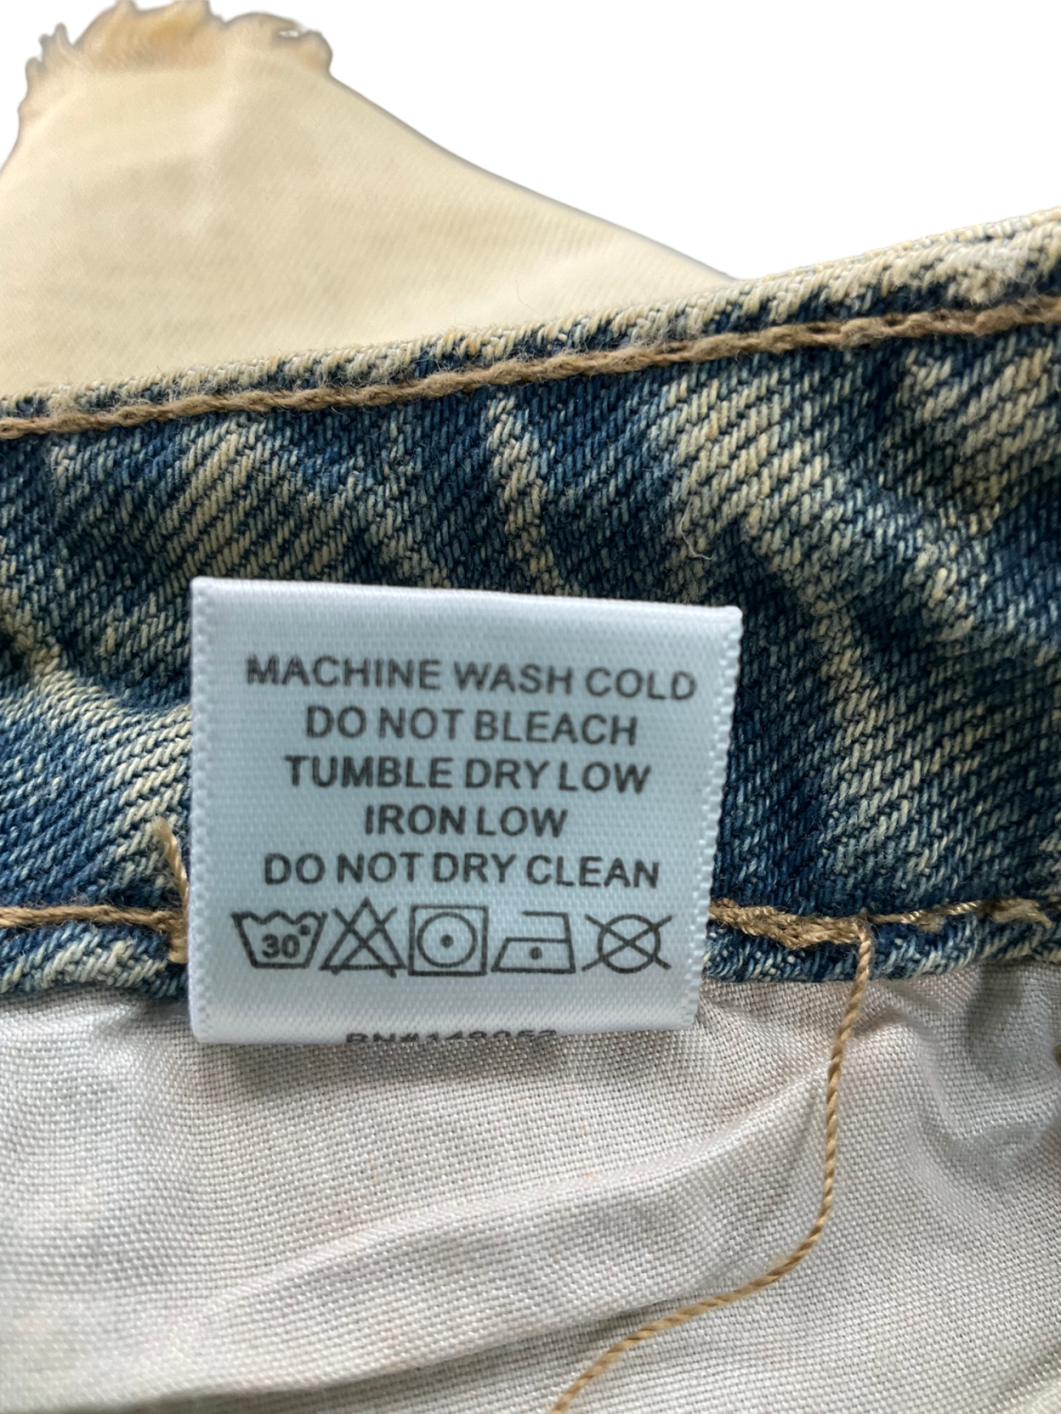 MACHINE WASH COLD
DO NOT BLEACH
TUMBLE DRY LOW
IRON LOW
DO NOT DRY CLEAN
30°